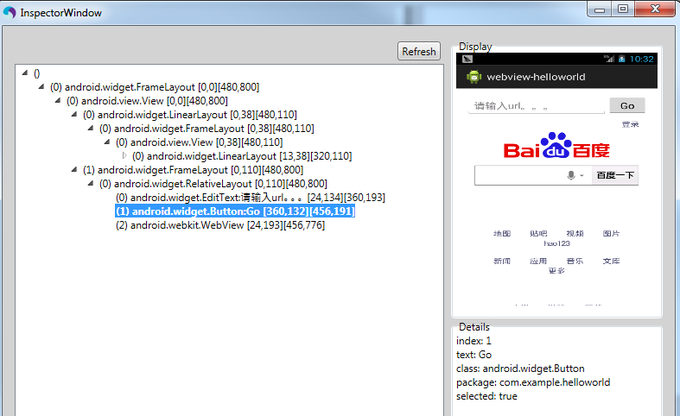 InspectorWindow
Refresh
{}
(0) android.widget.FrameLayout [0,0][480,800]
(0) android.view.View [0,0][480,800]
(0) android.widget.LinearLayout [0,38][480,110]
(0) android.widget.FrameLayout [0,38][480,110]
(0) android.view.View [0,38][480,110]
(0) android.widget.LinearLayout [13,38][320,110]
(1) android.widget.FrameLayout [0,110][480,800]
(0) android.widget.RelativeLayout [0,110][480,800]
(0) android.widget.EditText:请输入url。。。 [24,134][360,193]
(1) android.widget.Button:Go [360,132][456,191]
(2) android.webkit.WebView [24,193][456,776]
Display
10:32
webview-helloworld
请输入url。。。 Go
登录
Bai du 百度
百度一下
地图 贴吧 视频 图片
hao123
新闻 应用 音乐 文库
更多
Details
index: 1
text: Go
class: android.widget.Button
package: com.example.helloworld
selected: true